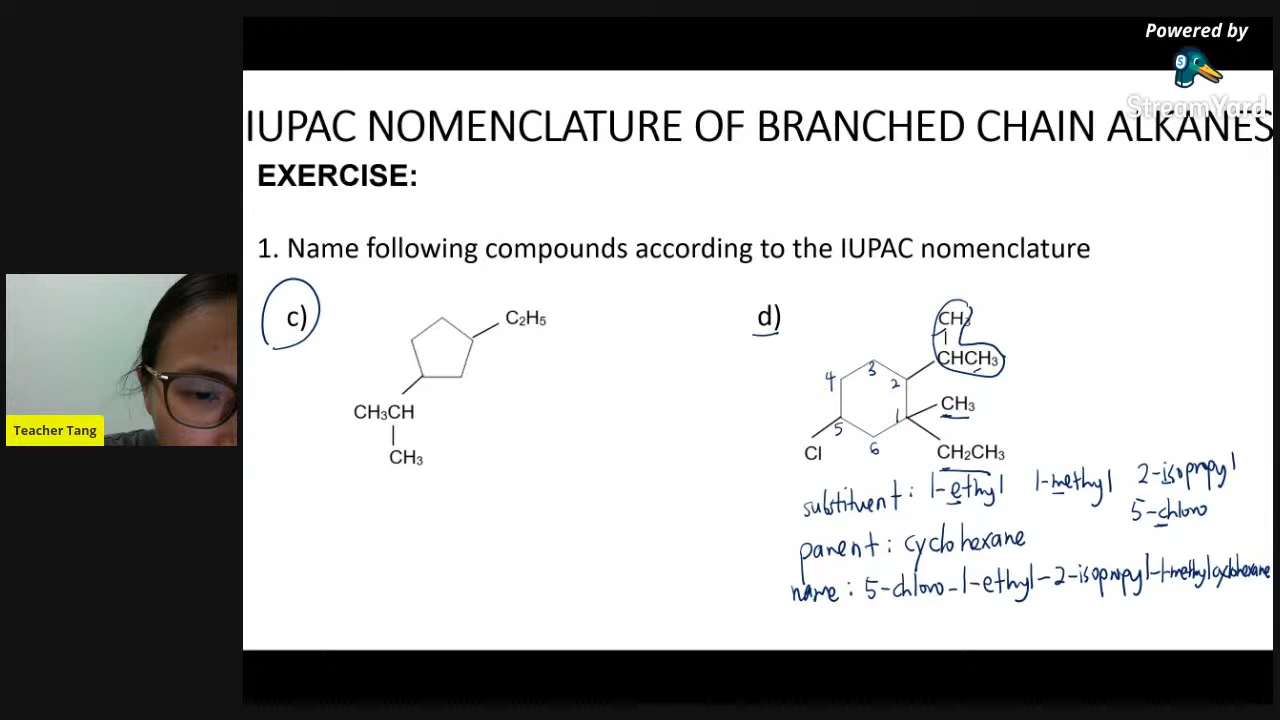 Powered by
StreamYard
IUPAC NOMENCLATURE OF BRANCHED CHAIN ALKANES
EXERCISE:
1. Name following compounds according to the IUPAC nomenclature
c)
C2H5
CH3CH
CH3
d)
CH3
CHCH3
3
4
2
CH3
1
5
6
Cl
CH2CH3
substituent : 1-ethyl 1-methyl 2-isopropyl
5-chloro
parent : cyclohexane
name : 5-chloro-1-ethyl-2-isopropyl-1-methylcyclohexane
Teacher Tang